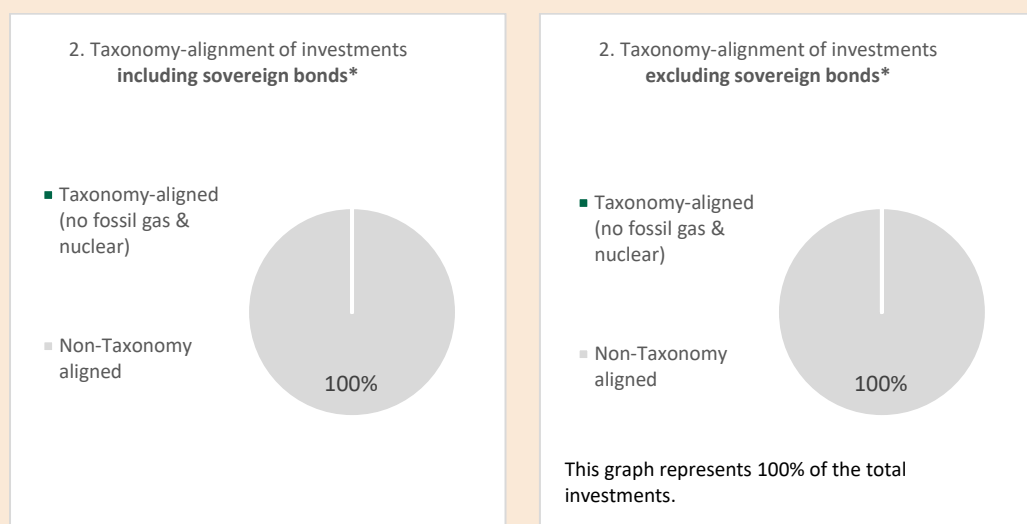 2. Taxonomy-alignment of investments
including sovereign bonds*
Taxonomy-aligned
(no fossil gas &
nuclear)
Non-Taxonomy
aligned
100%
2. Taxonomy-alignment of investments
excluding sovereign bonds*
Taxonomy-aligned
(no fossil gas &
nuclear)
Non-Taxonomy
aligned
100%
This graph represents 100% of the total
investments.